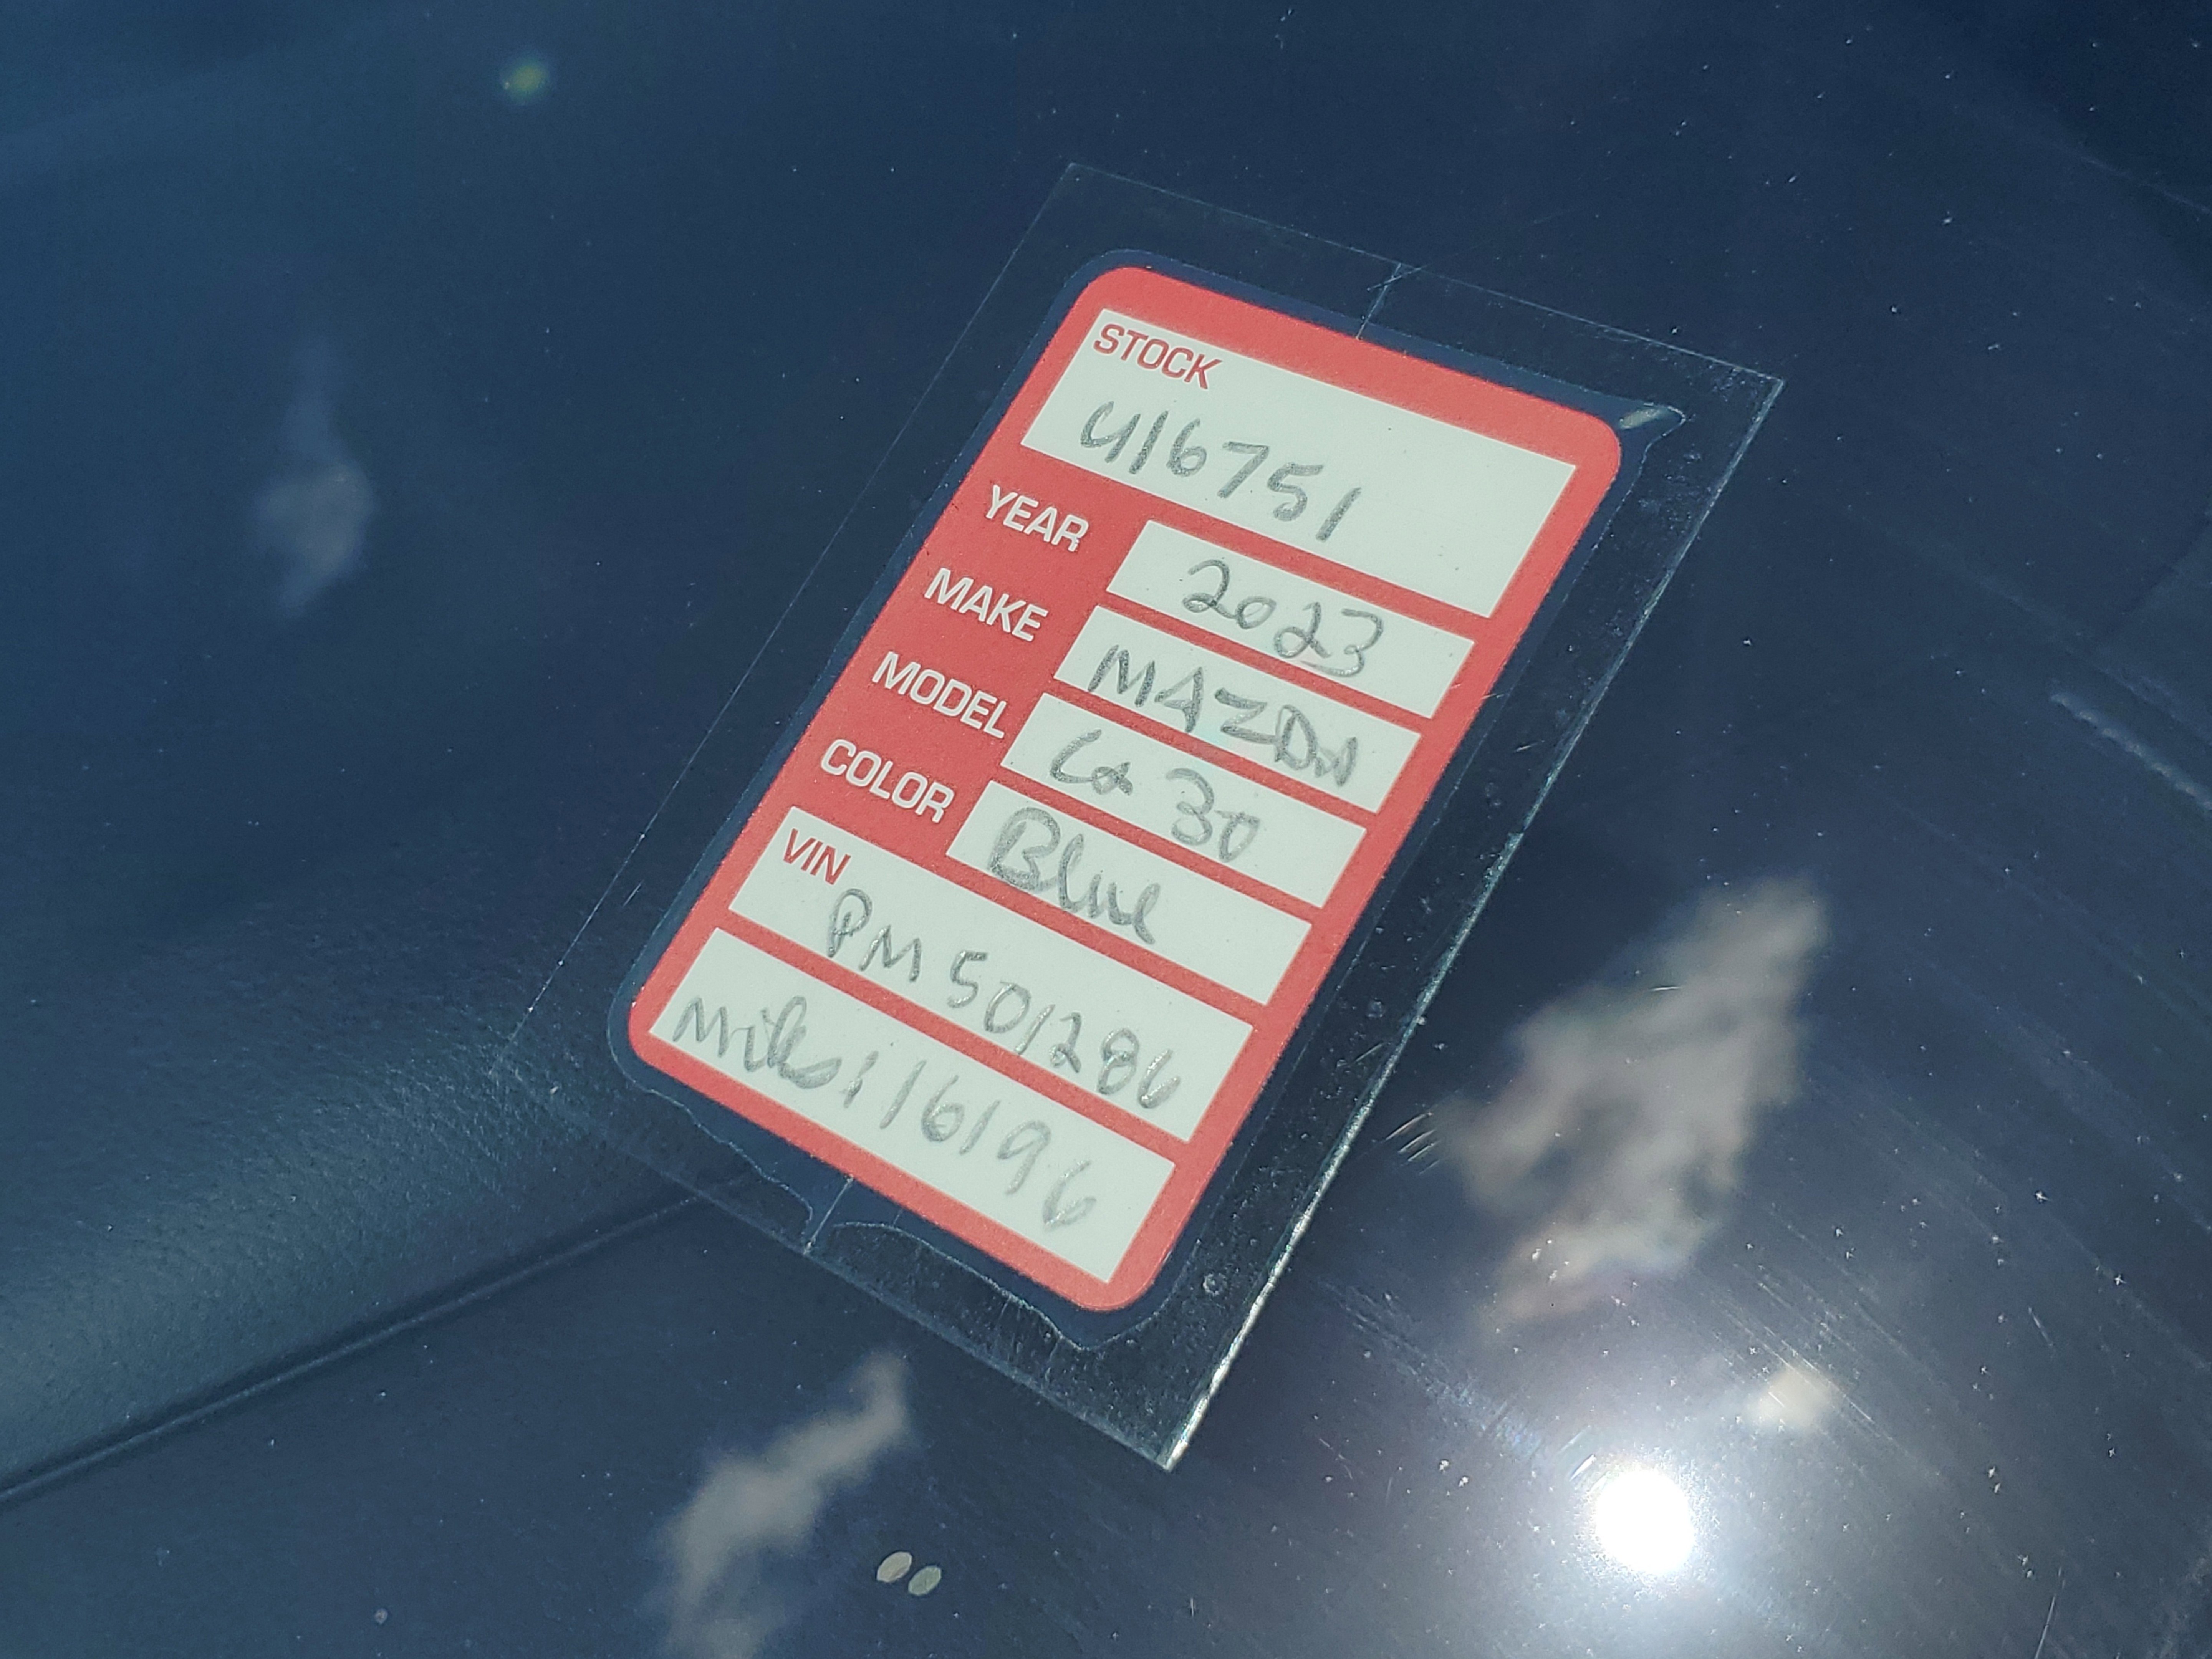 STOCK
416751
YEAR 2023
MAKE MAZDA
MODEL Cx 30
COLOR Blue
VIN
PM501286
Miles: 16196